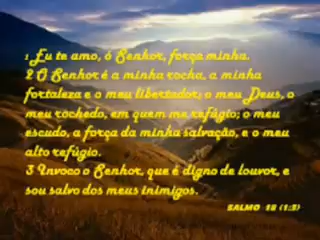 1 Eu te amo, ó Senhor, força minha.
2 O Senhor é a minha rocha, a minha
fortaleza e o meu libertador; o meu Deus, o
meu rochedo, em quem me refúgio; o meu
escudo, a força da minha salvação, e o meu
alto refúgio.
3 Invoco o Senhor, que é digno de louvor, e
sou salvo dos meus inimigos.
SALMO 18 (1:3)